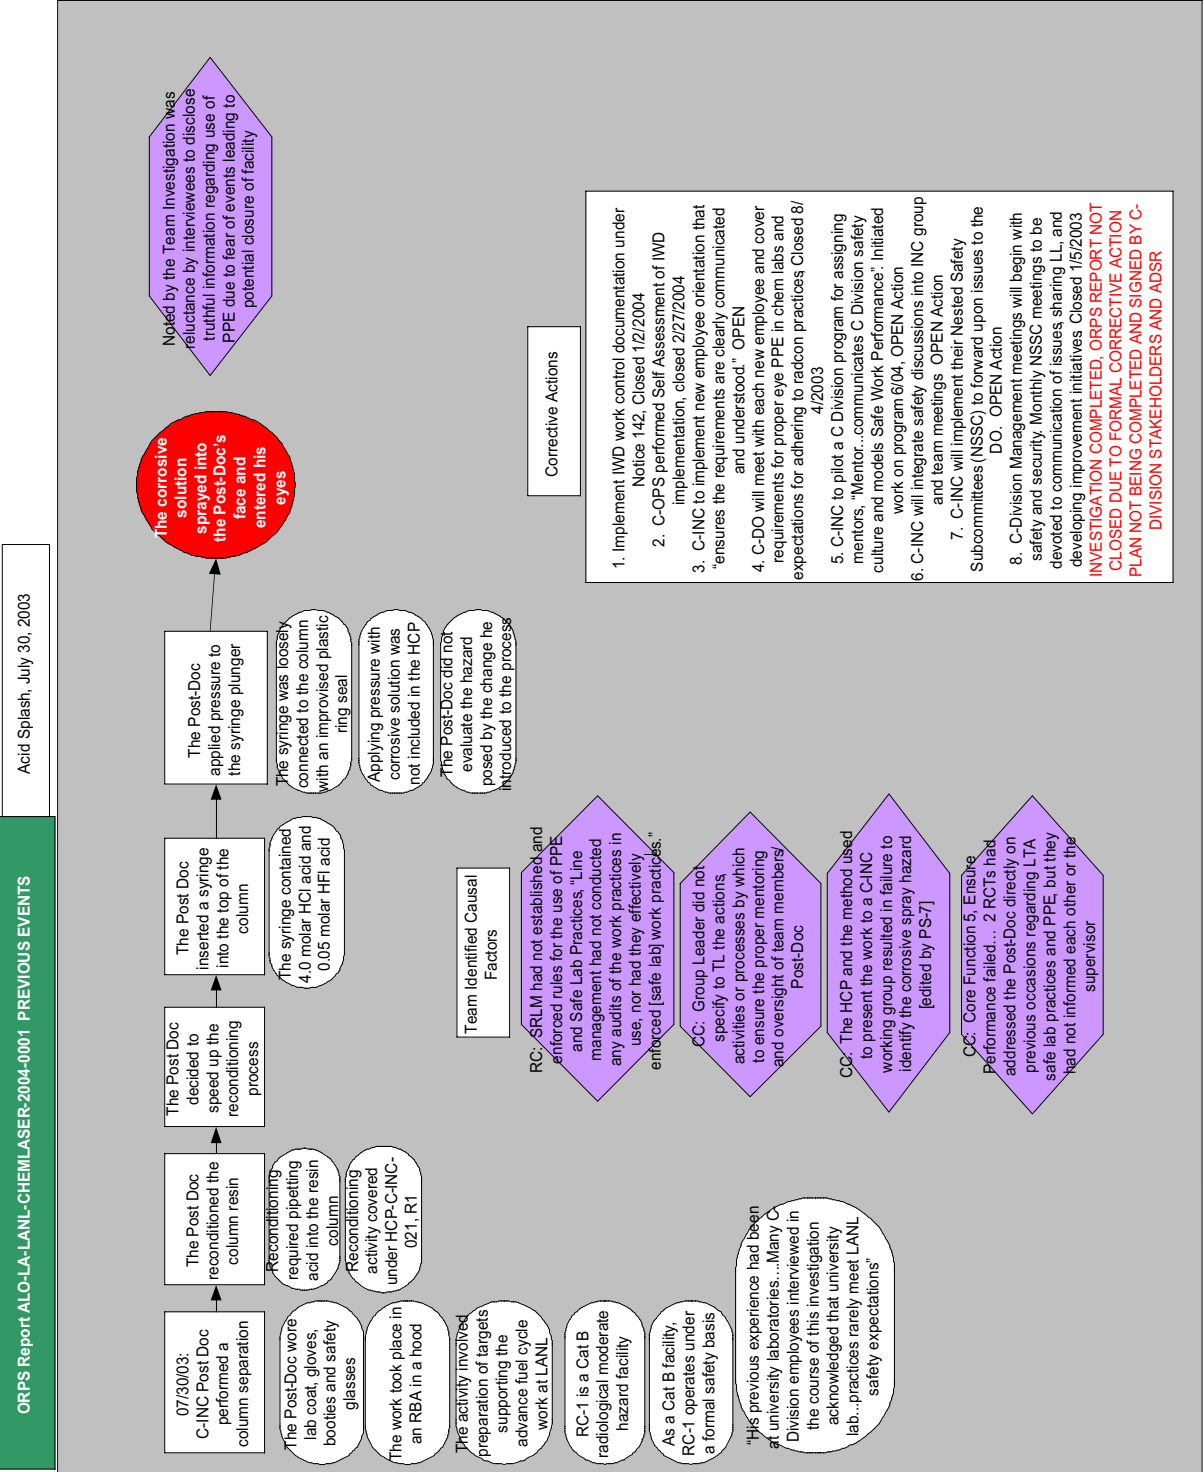 ORPS Report ALO-LA-LANL-CHEMLASER-2004-0001  PREVIOUS EVENTS
Acid Splash, July 30, 2003
07/30/03:
C-INC Post Doc
performed a
column separation
The Post-Doc wore
lab coat, gloves,
booties and safety
glasses
The work took place in
an RBA in a hood
The activity involved
preparation of targets
supporting the
advance fuel cycle
work at LANL
RC-1 is a Cat B
radiological moderate
hazard facility
As a Cat B facility,
RC-1 operates under
a formal safety basis
“His previous experience had been
at university laboratories....Many C-
Division employees interviewed in
the course of this investigation
acknowledged that university
lab...practices rarely meet LANL
safety expectations”
The Post Doc
reconditioned the
column resin
Reconditioning
required pipetting
acid into the resin
column
Reconditioning
activity covered
under HCP-C-INC-
021, R1
The Post Doc
decided to
speed up the
reconditioning
process
The Post Doc
inserted a syringe
into the top of the
column
The syringe contained
4.0 molar HCl acid and
0.05 molar HFl acid
The Post-Doc
applied pressure to
the syringe plunger
The syringe was loosely
connected to the column
with an improvised plastic
ring seal
Applying pressure with
corrosive solution was
not included in the HCP
The Post-Doc did not
evaluate the hazard
posed by the change he
introduced to the process
The corrosive
solution
sprayed into
the Post-Doc’s
face and
entered his
eyes
Noted by the Team Investigation was
reluctance by interviewees to disclose
truthful information regarding use of
PPE due to fear of events leading to
potential closure of facility
Team Identified Causal
Factors
RC:  SRLM had not established and
enforced rules for the use of PPE
and Safe Lab Practices, “Line
management had not conducted
any audits of the work practices in
use, nor had they effectively
enforced [safe lab] work practices.”
CC:  Group Leader did not
specify to TL the actions,
activities or processes by which
to ensure the proper mentoring
and oversight of team members/
Post-Doc
CC:  The HCP and the method used
to present the work to a C-INC
working group resulted in failure to
identify the corrosive spray hazard
[edited by PS-7]
CC:  Core Function 5, Ensure
Performance failed... 2 RCTs had
addressed the Post-Doc directly on
previous occasions regarding LTA
safe lab practices and PPE, but they
had not informed each other or the
supervisor
Corrective Actions
1. Implement IWD work control documentation under
Notice 142, Closed 1/2/2004
2.  C-OPS performed Self Assessment of IWD
implementation, closed 2/27/2004
3.  C-INC to implement new employee orientation that
“ensures the requirements are clearly communicated
and understood.”  OPEN
4. C-DO will meet with each new employee and cover
requirements for proper eye PPE in chem labs and
expectations for adhering to radcon practices, Closed 8/
4/2003
5. C-INC to pilot a C Division program for assigning
mentors, “Mentor...communicates C Division safety
culture and models Safe Work Performance”. Initiated
work on program 6/04, OPEN Action
6. C-INC will integrate safety discussions into INC group
and team meetings  OPEN Action
7.  C-INC will implement their Nested Safety
Subcommittees (NSSC) to forward upon issues to the
DO.  OPEN Action
8.  C-Division Management meetings will begin with
safety and security. Monthly NSSC meetings to be
devoted to communication of issues, sharing LL, and
developing improvement initiatives  Closed 1/5/2003
INVESTIGATION COMPLETED, ORPS REPORT NOT
CLOSED DUE TO FORMAL CORRECTIVE ACTION
PLAN NOT BEING COMPLETED AND SIGNED BY C-
DIVISION STAKEHOLDERS AND ADSR